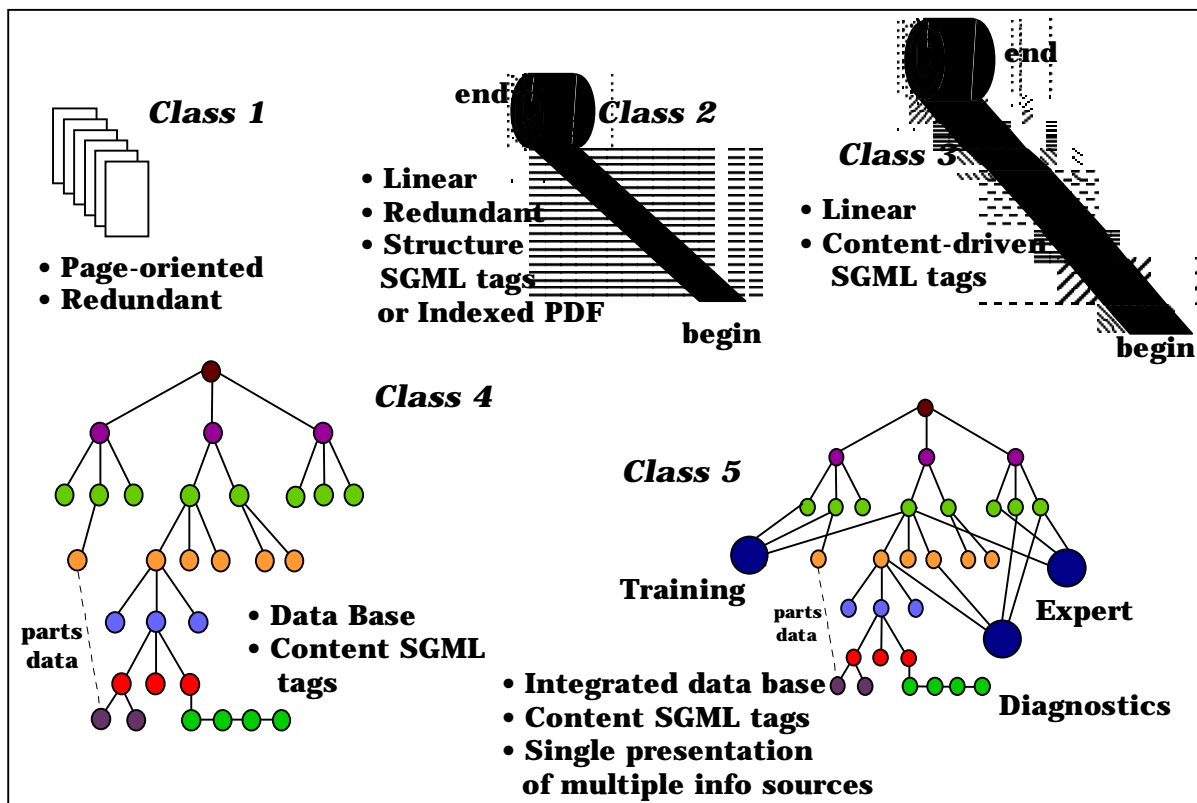 Class 1
• Page-oriented
• Redundant
end
Class 2
• Linear
• Redundant
• Structure
SGML tags
or Indexed PDF
begin
end
Class 3
• Linear
• Content-driven
SGML tags
begin
Class 4
parts
data
• Data Base
• Content SGML
tags
Class 5
Training
Expert
parts
data
Diagnostics
• Integrated data base
• Content SGML tags
• Single presentation
of multiple info sources